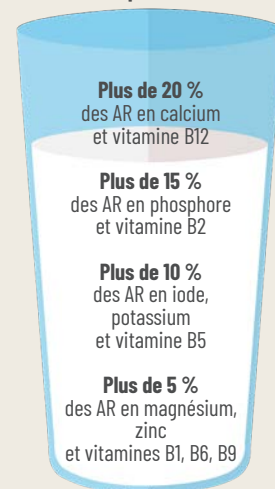 Plus de 20 %
des AR en calcium
et vitamine B12
Plus de 15 %
des AR en phosphore
et vitamine B2
Plus de 10 %
des AR en iode,
potassium
et vitamine B5
Plus de 5 %
des AR en magnésium,
zinc
et vitamines B1, B6, B9